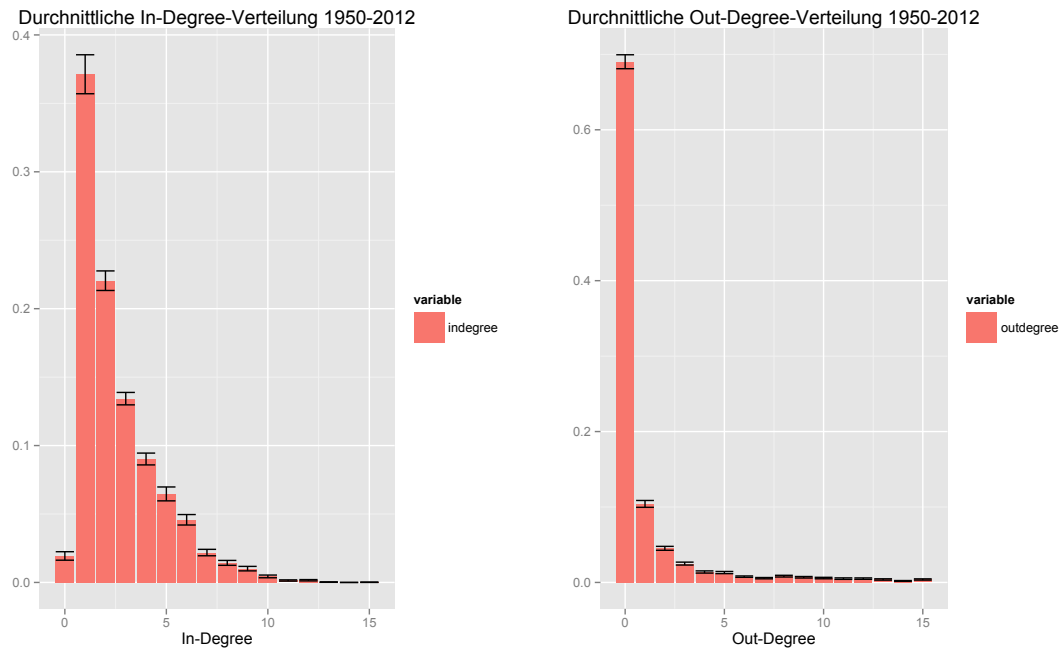 Durchnittliche In-Degree-Verteilung 1950-2012
0.4
0.3
0.2
0.1
0.0
0 5 10 15
In-Degree
variable
indegree
Durchnittliche Out-Degree-Verteilung 1950-2012
0.6
0.4
0.2
0.0
0 5 10 15
Out-Degree
variable
outdegree